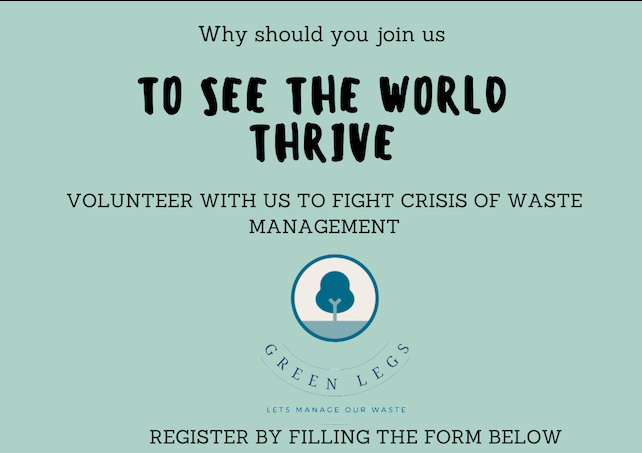 Why should you join us
TO SEE THE WORLD
THRIVE
VOLUNTEER WITH US TO FIGHT CRISIS OF WASTE
MANAGEMENT
GREEN LEGS
LETS MANAGE OUR WASTE
REGISTER BY FILLING THE FORM BELOW